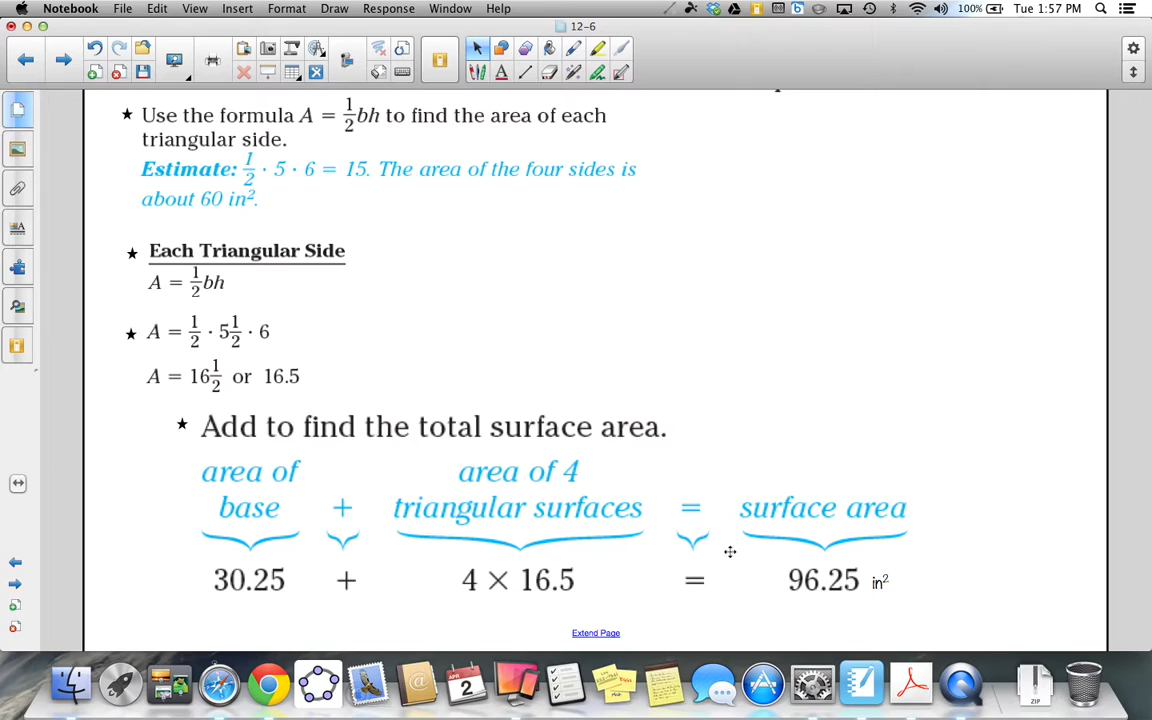 Notebook File Edit View Insert Format Draw Response Window Help 100% Tue 1:57 PM
12-6
★ Use the formula A = 1/2 bh to find the area of each
triangular side.
Estimate: 1/2 · 5 · 6 = 15. The area of the four sides is
about 60 in².
★ Each Triangular Side
A = 1/2 bh
★ A = 1/2 · 5 1/2 · 6
A = 16 1/2 or 16.5
★ Add to find the total surface area.
area of area of 4
base + triangular surfaces = surface area
30.25 + 4 × 16.5 = 96.25 in²
Extend Page
APR
2
ZIP